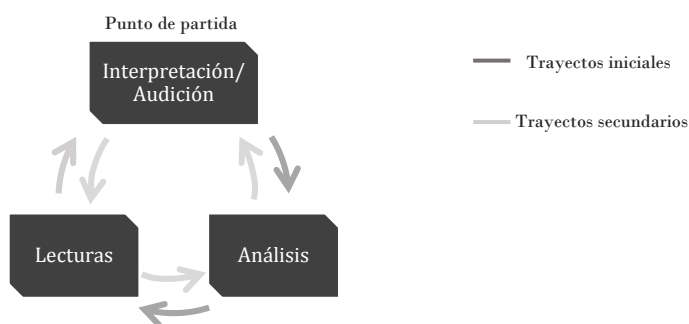 Punto de partida
Interpretación/
Audición
Trayectos iniciales
Trayectos secundarios
Lecturas
Análisis